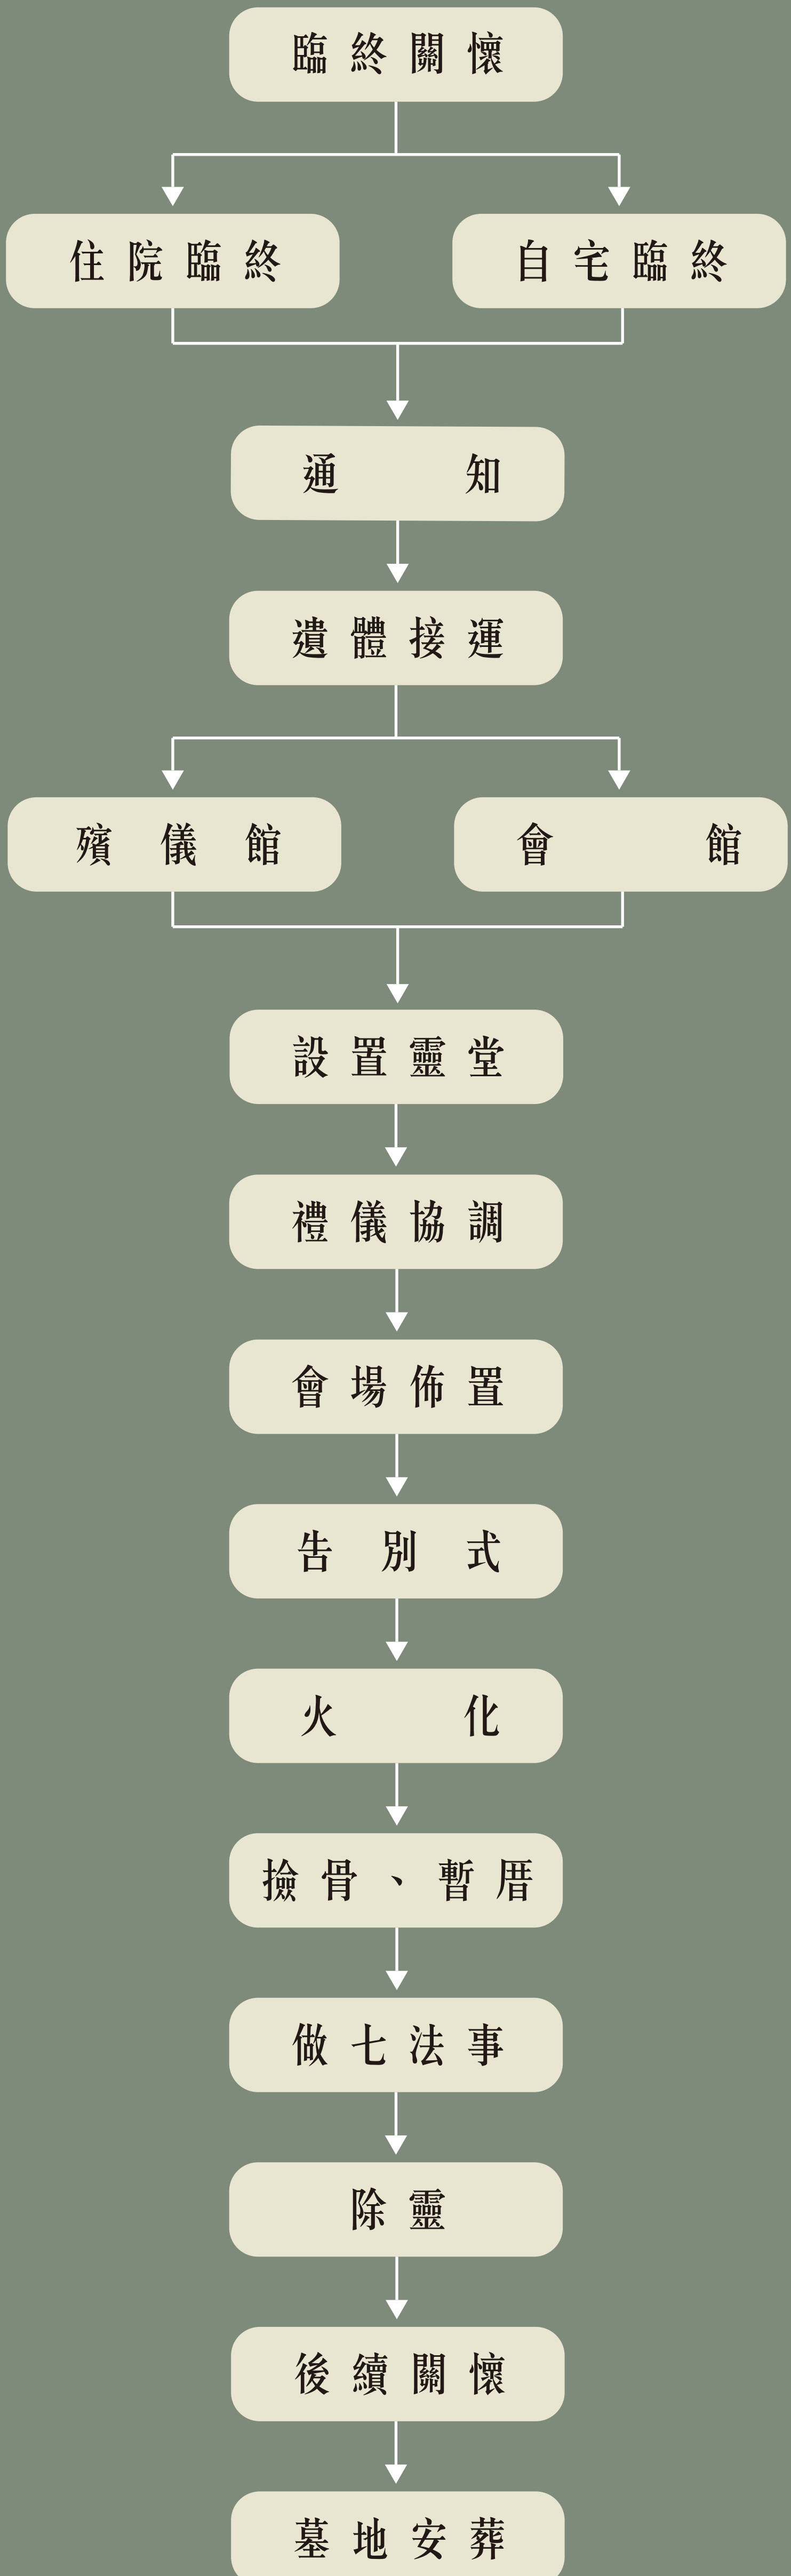 臨終關懷
住院臨終
自宅臨終
通知
遺體接運
殯儀館
會館
設置靈堂
禮儀協調
會場佈置
告別式
火化
撿骨、暫厝
做七法事
除靈
後續關懷
墓地安葬